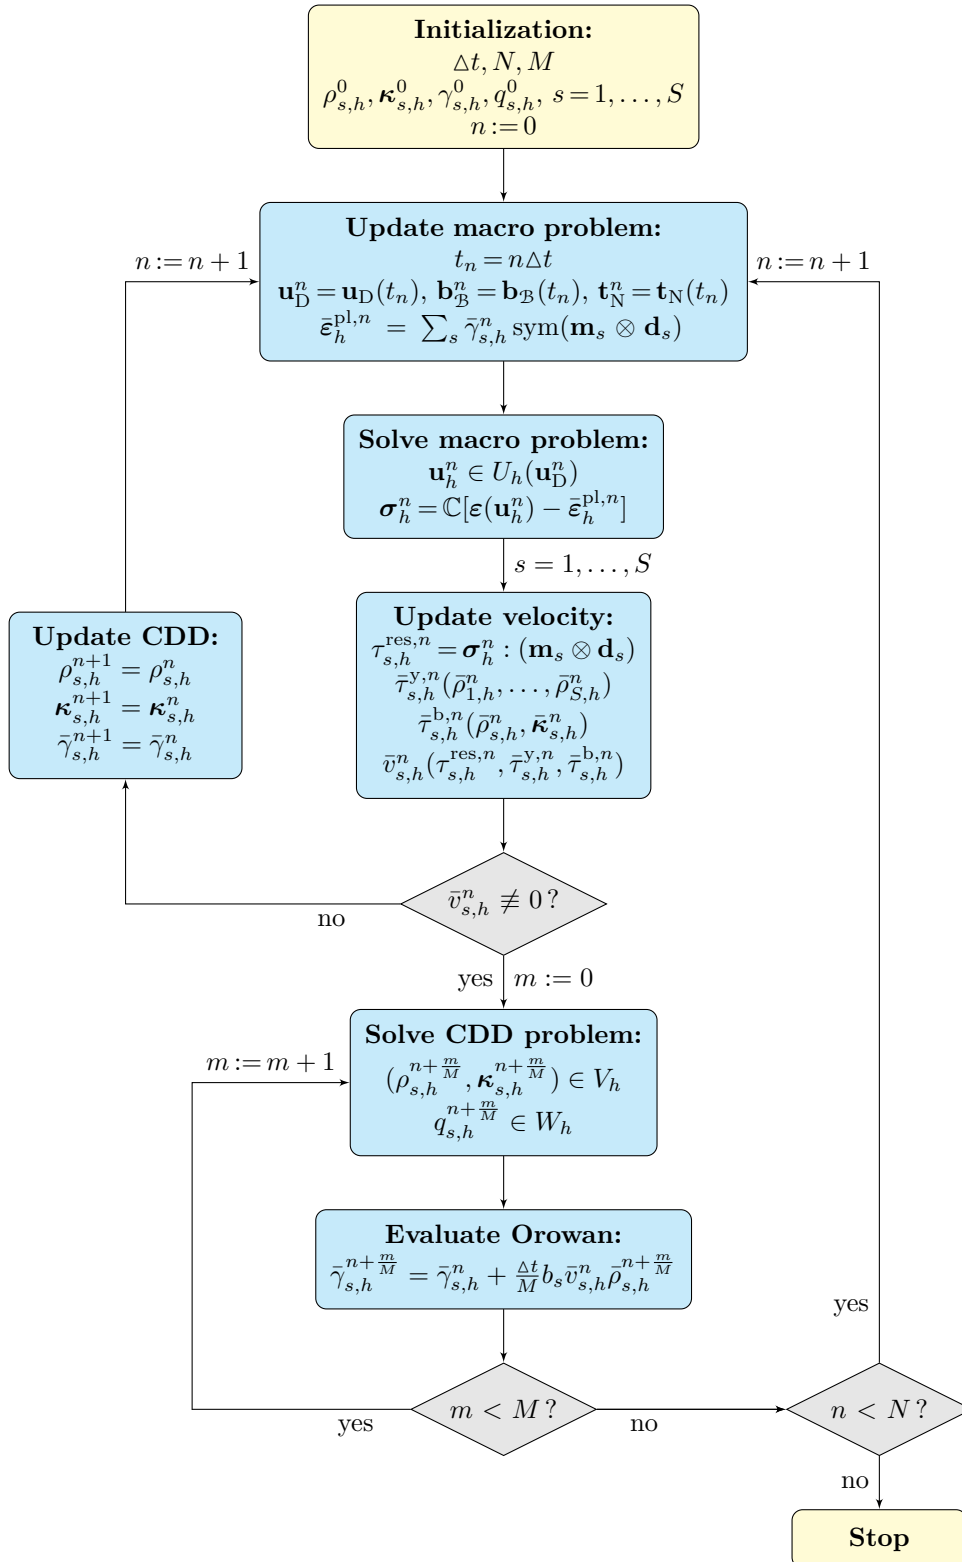 Initialization:
△t, N, M
ρ⁰_{s,h}, κ⁰_{s,h}, γ⁰_{s,h}, q⁰_{s,h}, s = 1, …, S
n := 0
Update macro problem:
t_n = n△t
u^n_D = u_D(t_n), b^n_ℬ = b_ℬ(t_n), t^n_N = t_N(t_n)
ε̄^{pl,n}_h = ∑_s γ̄^n_{s,h} sym(m_s ⊗ d_s)
n := n + 1
n := n + 1
Solve macro problem:
u^n_h ∈ U_h(u^n_D)
σ^n_h = ℂ[ε(u^n_h) − ε̄^{pl,n}_h]
s = 1, …, S
Update velocity:
τ^{res,n}_{s,h} = σ^n_h : (m_s ⊗ d_s)
τ̄^{y,n}_{s,h}(ρ̄^n_{1,h}, …, ρ̄^n_{S,h})
τ̄^{b,n}_{s,h}(ρ̄^n_{s,h}, κ̄^n_{s,h})
v̄^n_{s,h}(τ^{res,n}_{s,h}, τ̄^{y,n}_{s,h}, τ̄^{b,n}_{s,h})
Update CDD:
ρ^{n+1}_{s,h} = ρ^n_{s,h}
κ^{n+1}_{s,h} = κ^n_{s,h}
γ̄^{n+1}_{s,h} = γ̄^n_{s,h}
v̄^n_{s,h} ≢ 0 ?
no
yes
m := 0
Solve CDD problem:
(ρ^{n+m/M}_{s,h}, κ^{n+m/M}_{s,h}) ∈ V_h
q^{n+m/M}_{s,h} ∈ W_h
m := m + 1
Evaluate Orowan:
γ̄^{n+m/M}_{s,h} = γ̄^n_{s,h} + △t/M b_s v̄^n_{s,h} ρ̄^{n+m/M}_{s,h}
yes
m < M ?
yes
no
n < N ?
no
Stop